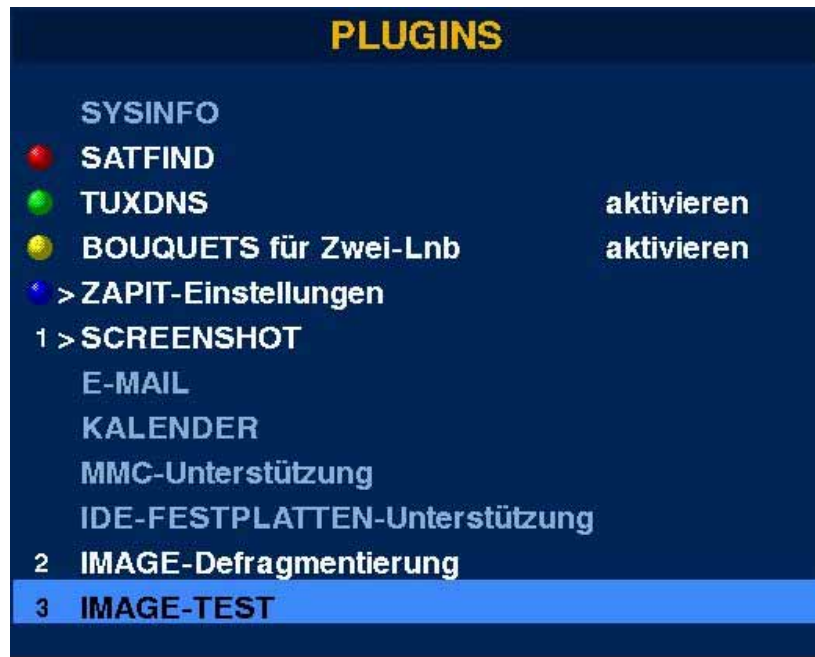 PLUGINS
SYSINFO
SATFIND
TUXDNS aktivieren
BOUQUETS für Zwei-Lnb aktivieren
> ZAPIT-Einstellungen
1 > SCREENSHOT
E-MAIL
KALENDER
MMC-Unterstützung
IDE-FESTPLATTEN-Unterstützung
2 IMAGE-Defragmentierung
3 IMAGE-TEST